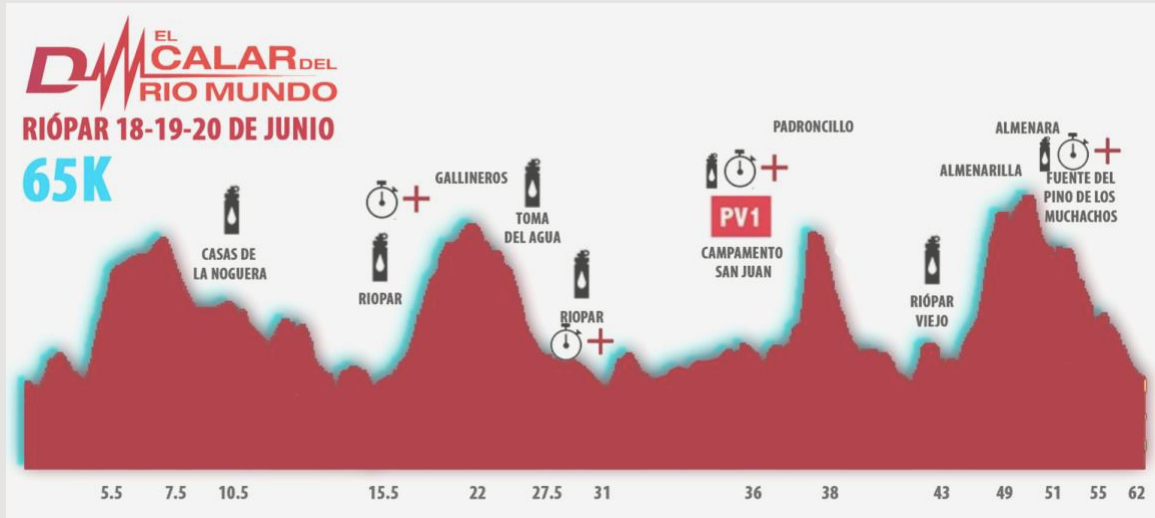 EL
DM CALAR DEL
RIO MUNDO
RIÓPAR 18-19-20 DE JUNIO
65K
CASAS DE
LA NOGUERA
RIOPAR
GALLINEROS
TOMA
DEL AGUA
RIOPAR
PV1
CAMPAMENTO
SAN JUAN
PADRONCILLO
RIÓPAR
VIEJO
ALMENARILLA
ALMENARA
FUENTE DEL
PINO DE LOS
MUCHACHOS
5.5 7.5 10.5 15.5 22 27.5 31 36 38 43 49 51 55 62